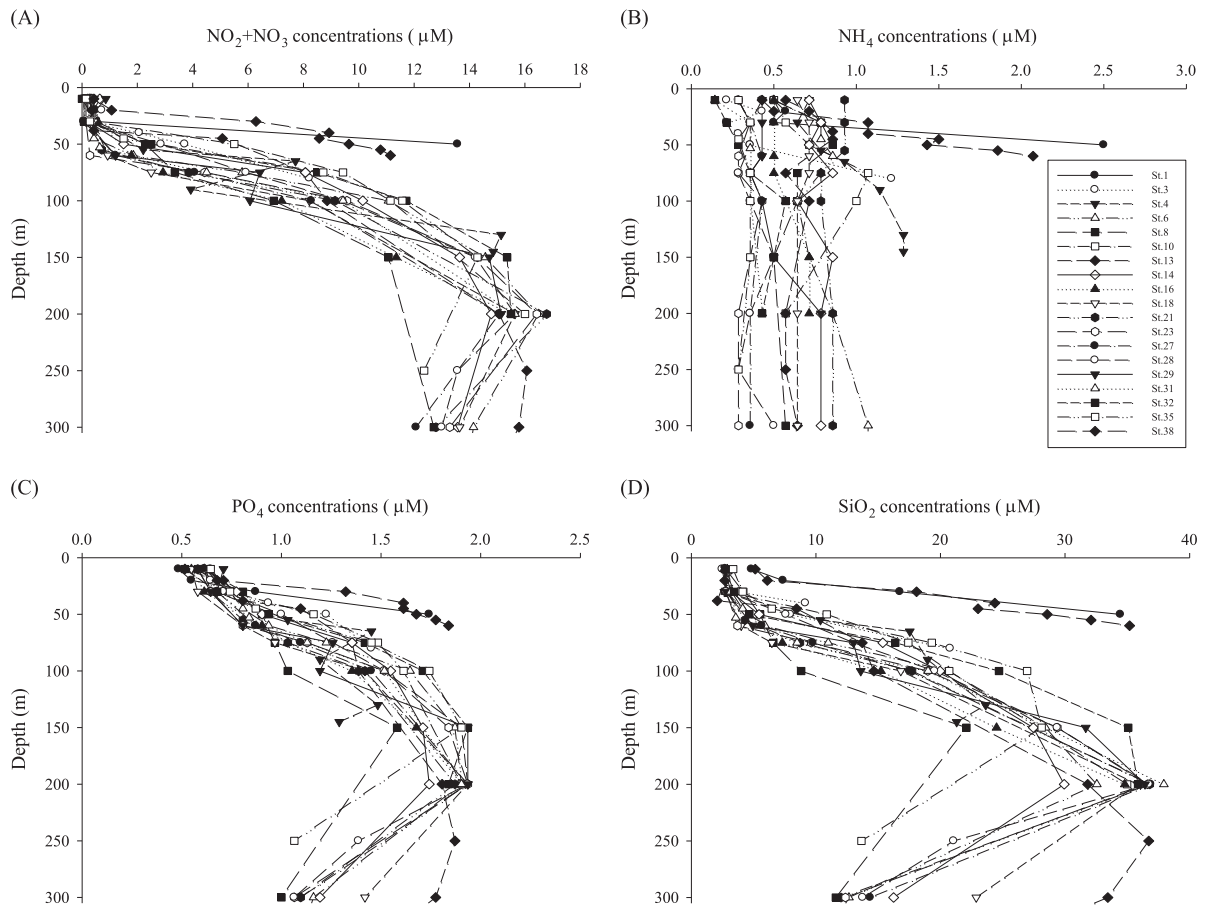 (A)
NO2+NO3 concentrations ( μM)
0 2 4 6 8 10 12 14 16 18
0
50
100
150
200
250
300
Depth (m)
(B)
NH4 concentrations ( μM)
0.0 0.5 1.0 1.5 2.0 2.5 3.0
0
50
100
150
200
250
300
Depth (m)
St.1
St.3
St.4
St.6
St.8
St.10
St.13
St.14
St.16
St.18
St.21
St.23
St.27
St.28
St.29
St.31
St.32
St.35
St.38
(C)
PO4 concentrations ( μM)
0.0 0.5 1.0 1.5 2.0 2.5
0
50
100
150
200
250
300
Depth (m)
(D)
SiO2 concentrations ( μM)
0 10 20 30 40
0
50
100
150
200
250
300
Depth (m)